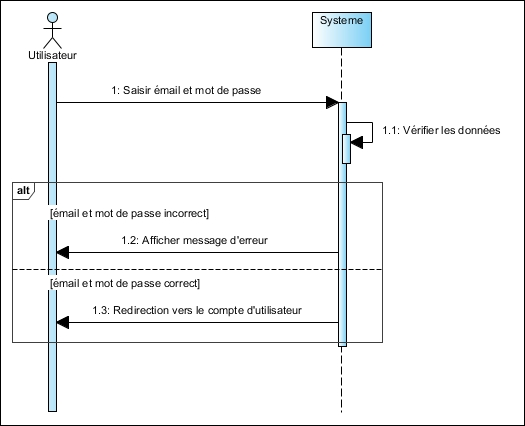 Utilisateur
Systeme
1: Saisir émail et mot de passe
1.1: Vérifier les données
alt
[émail et mot de passe incorrect]
1.2: Afficher message d'erreur
[émail et mot de passe correct]
1.3: Redirection vers le compte d'utilisateur